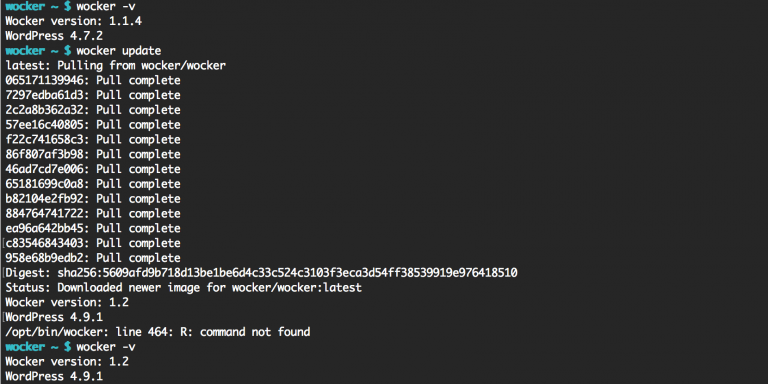 wocker ~ $ wocker -v
Wocker version: 1.1.4
WordPress 4.7.2
wocker ~ $ wocker update
latest: Pulling from wocker/wocker
065171139946: Pull complete
7297edba61d3: Pull complete
2c2a8b362a32: Pull complete
57ee16c40805: Pull complete
f22c741658c3: Pull complete
86f807af3b98: Pull complete
46ad7cd7e006: Pull complete
65181699c0a8: Pull complete
b82104e2fb92: Pull complete
884764741722: Pull complete
ea96a642bb45: Pull complete
c83546843403: Pull complete
958e68b9edb2: Pull complete
Digest: sha256:5609afd9b718d13be1be6d4c33c524c3103f3eca3d54ff38539919e976418510
Status: Downloaded newer image for wocker/wocker:latest
Wocker version: 1.2
WordPress 4.9.1
/opt/bin/wocker: line 464: R: command not found
wocker ~ $ wocker -v
Wocker version: 1.2
WordPress 4.9.1